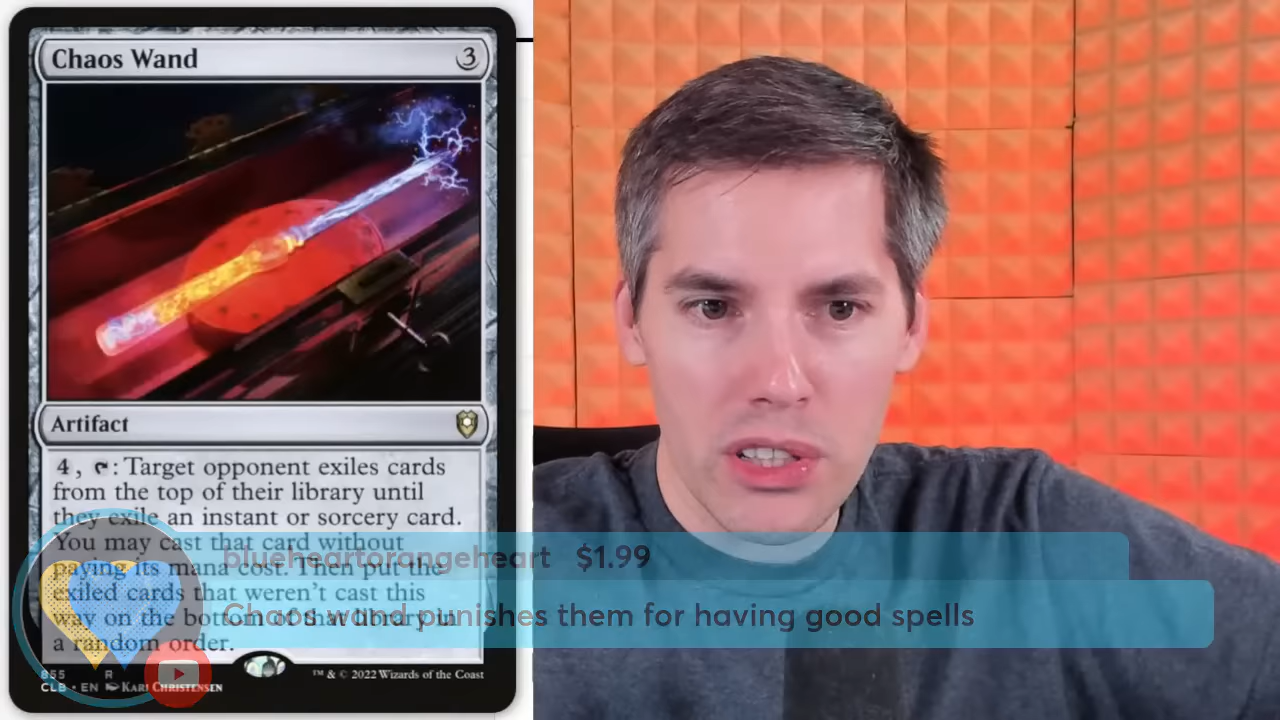 Chaos Wand 3
Artifact
4, T: Target opponent exiles cards
from the top of their library until
they exile an instant or sorcery card.
You may cast that card without
paying its mana cost. Then put the
exiled cards that weren't cast this
way on the bottom of that library in
a random order.
blueheartorangeheart $1.99
Chaos wand punishes them for having good spells
855 R
CLB • EN Kari Christensen
™ & © 2022 Wizards of the Coast